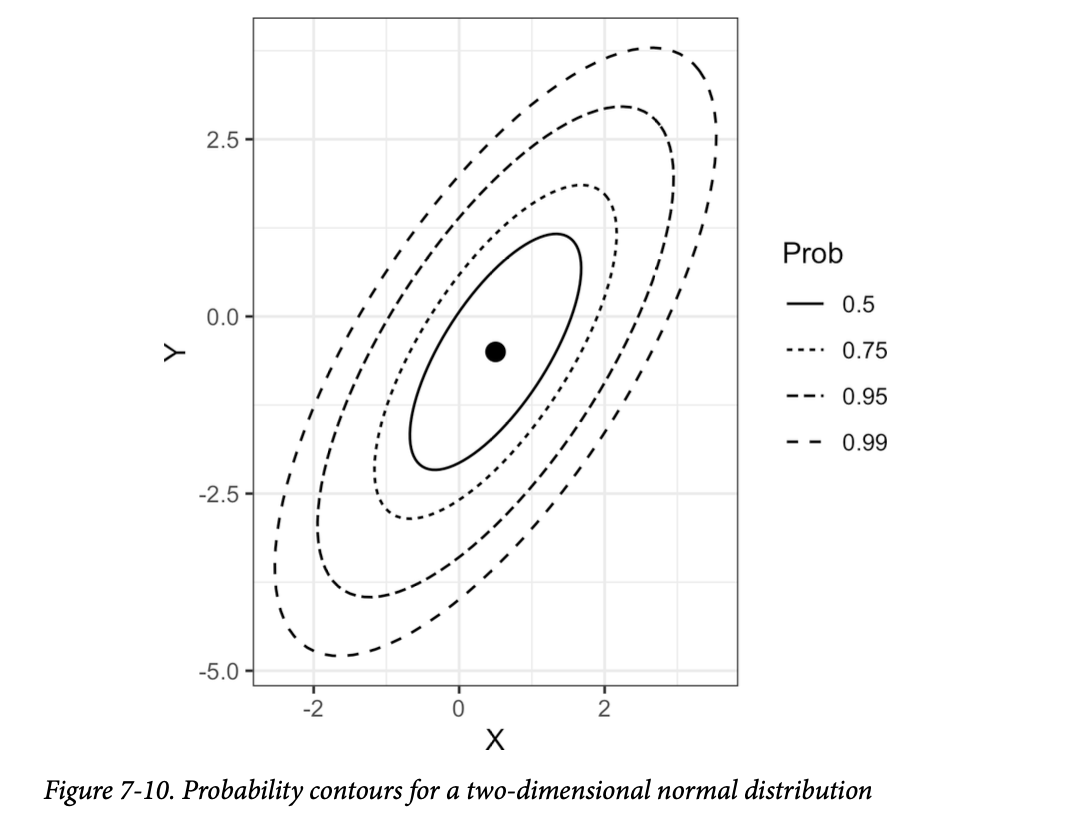 2.5
0.0
-2.5
-5.0
Y
-2 0 2
X
Prob
0.5
0.75
0.95
0.99
Figure 7-10. Probability contours for a two-dimensional normal distribution